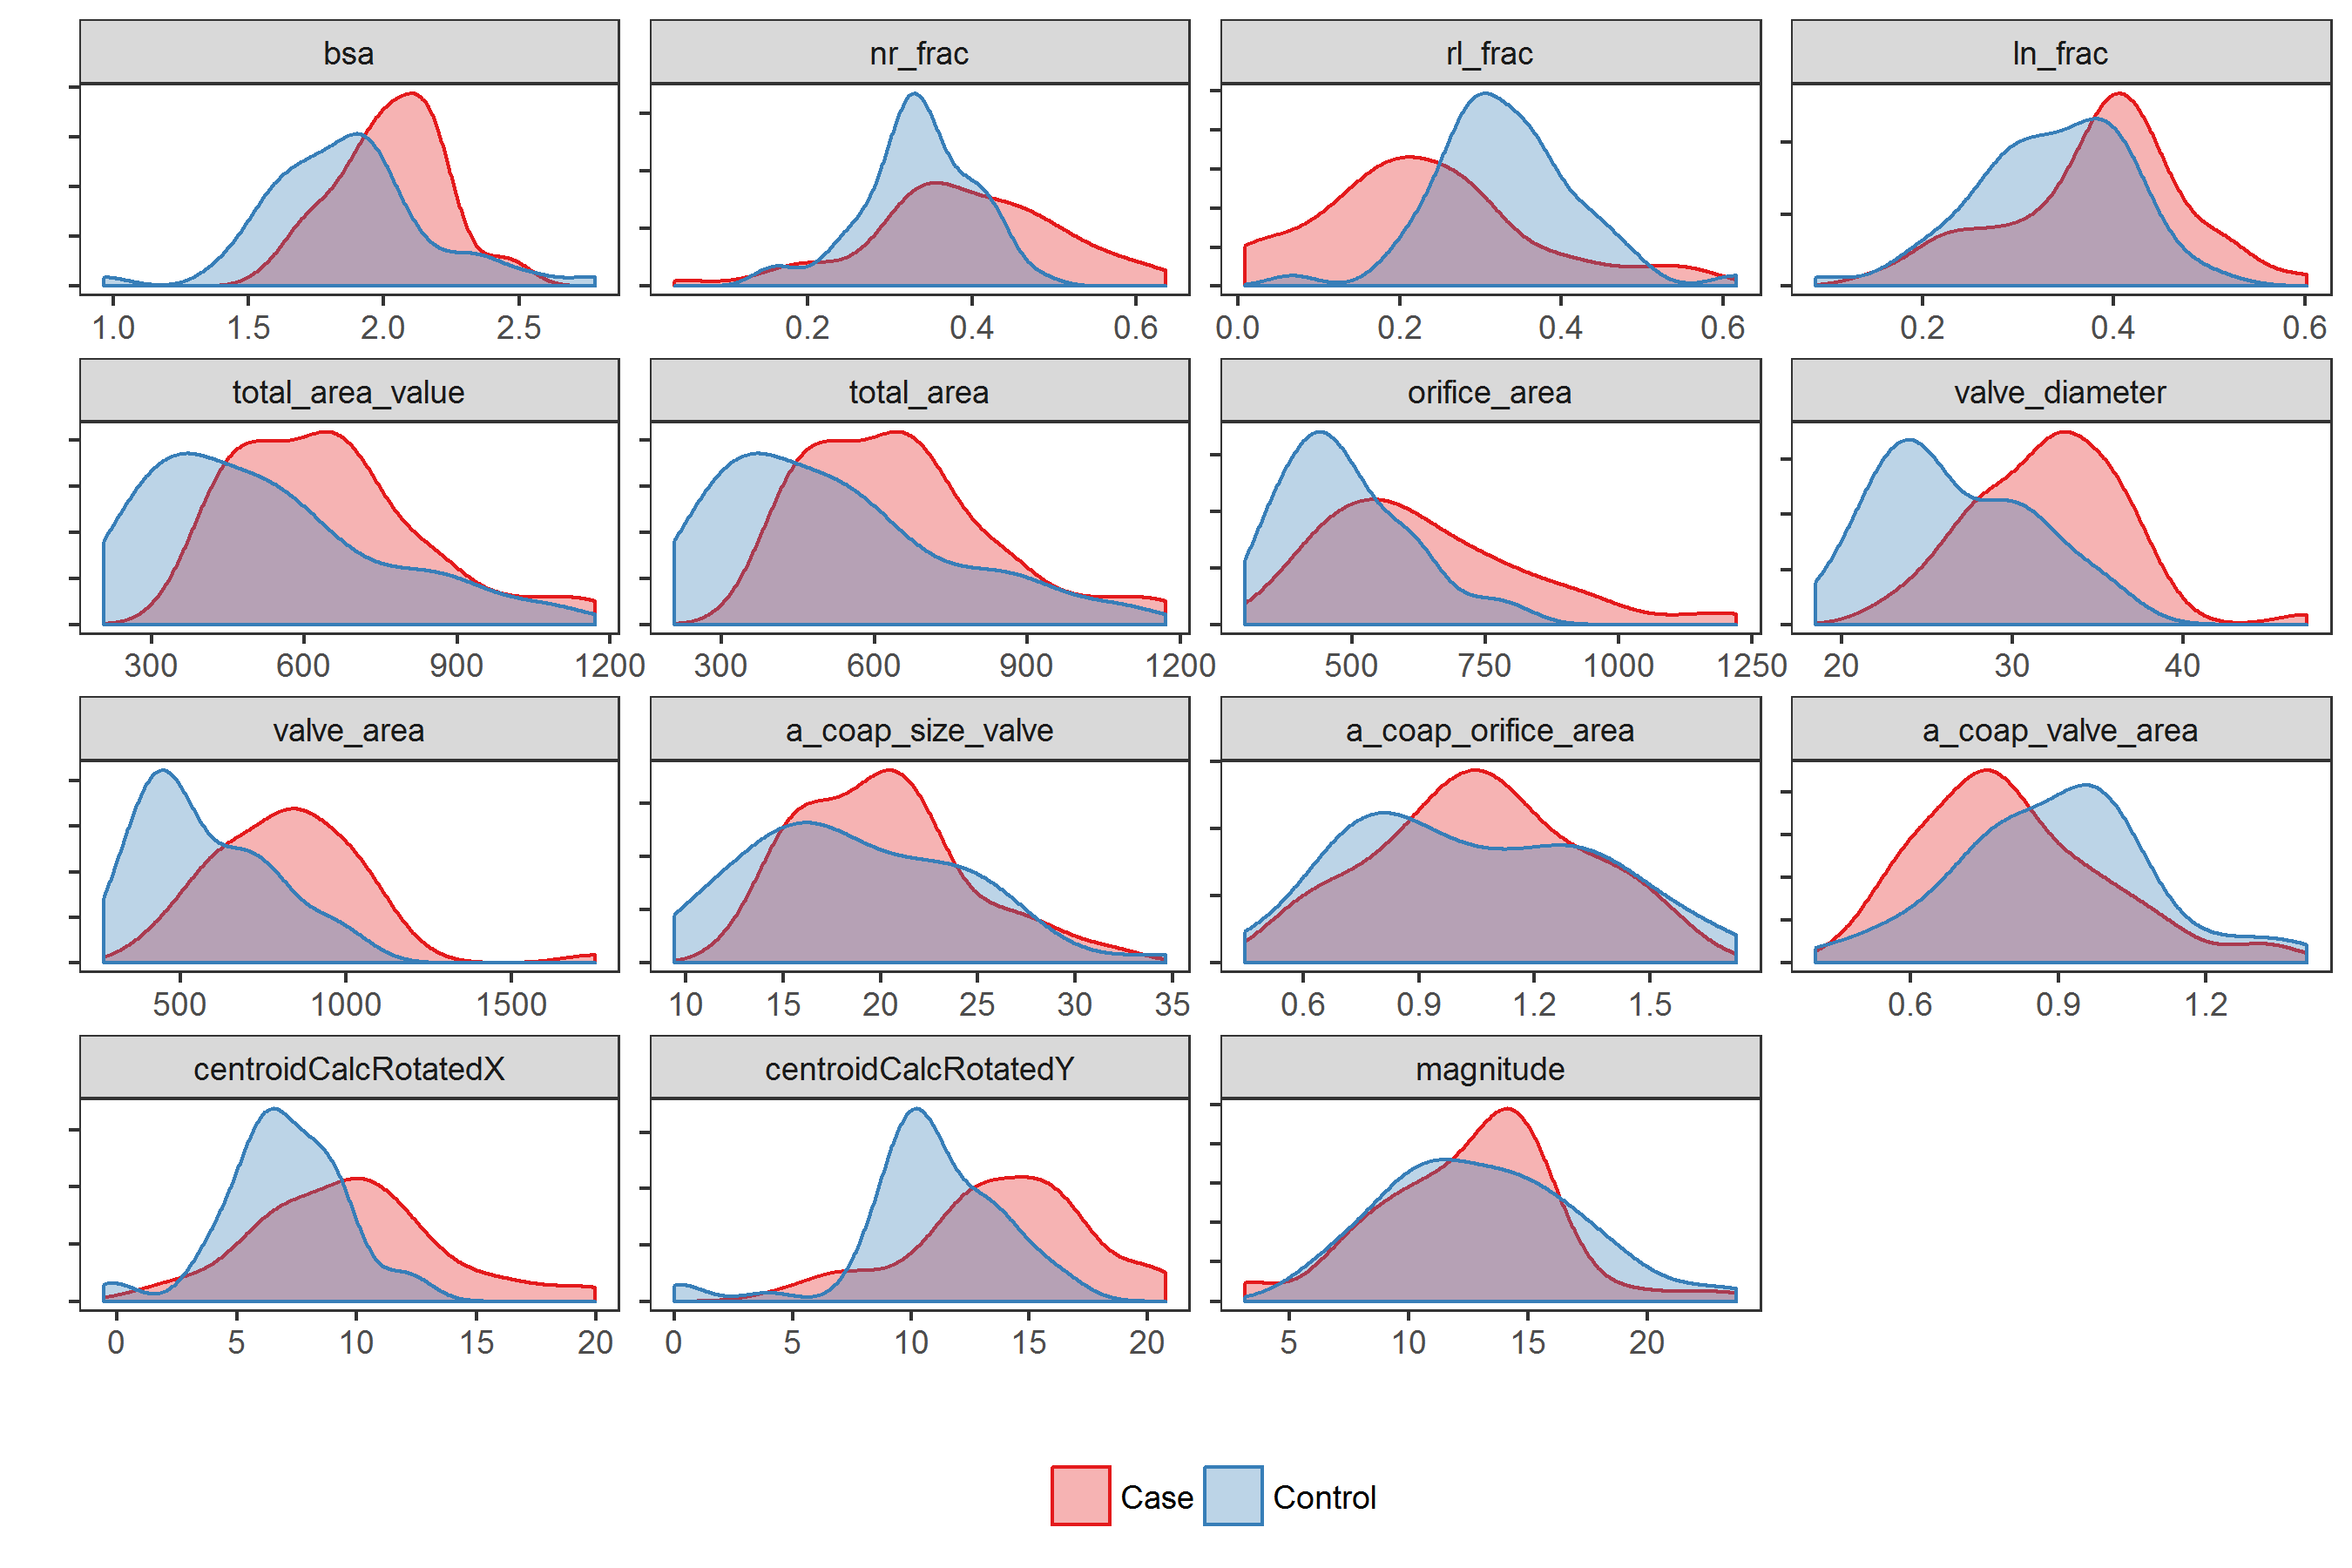 bsa nr_frac rl_frac ln_frac
1.0 1.5 2.0 2.5 0.2 0.4 0.6 0.0 0.2 0.4 0.6 0.2 0.4 0.6
total_area_value total_area orifice_area valve_diameter
300 600 900 1200 300 600 900 1200 500 750 1000 1250 20 30 40
valve_area a_coap_size_valve a_coap_orifice_area a_coap_valve_area
500 1000 1500 10 15 20 25 30 35 0.6 0.9 1.2 1.5 0.6 0.9 1.2
centroidCalcRotatedX centroidCalcRotatedY magnitude
0 5 10 15 20 0 5 10 15 20 5 10 15 20
Case Control